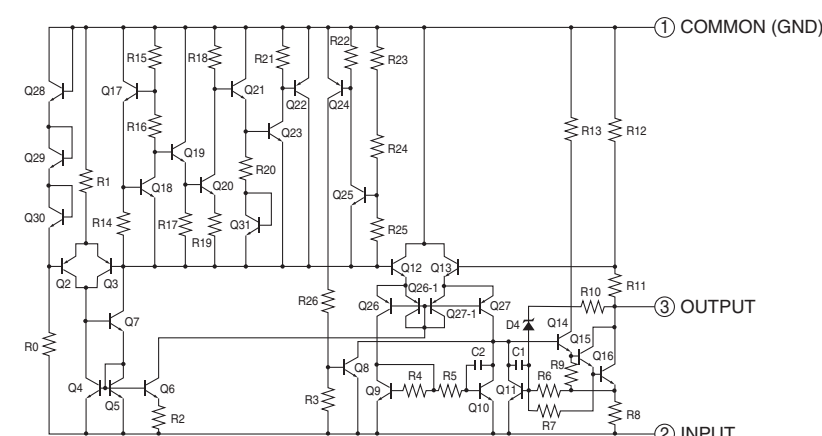 ① COMMON (GND)
R15 R18 R21 R22 R23
Q28 Q17 Q21 Q22 Q24
R16 Q23 R13 R12
Q29 Q19 R24
R1 R20
Q18 Q20 Q25
Q30 R14 R17 Q31 R25
R19
Q2 Q3 Q12 Q13
Q26-1 R10 R11
R26 Q26 Q27
③ OUTPUT
Q27-1
Q7 D4 Q14
Q15
R0 C2 C1 Q16
Q8 R9
Q4 Q6 R4 R5 R6
Q5 R3 Q9 Q11
R2 Q10 R8
R7
② INPUT